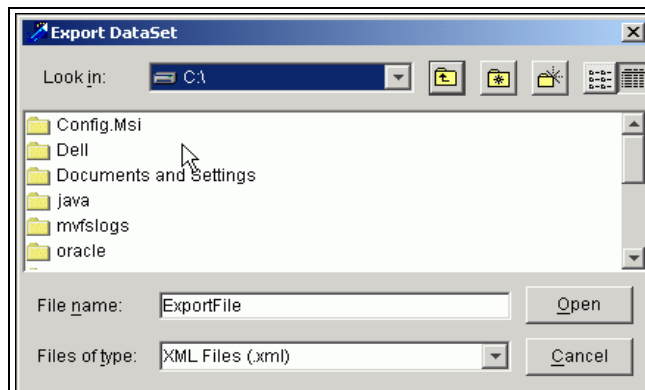 Export DataSet
Look in: C:\
Config.Msi
Dell
Documents and Settings
java
mvfslogs
oracle
File name: ExportFile Open
Files of type: XML Files (.xml) Cancel